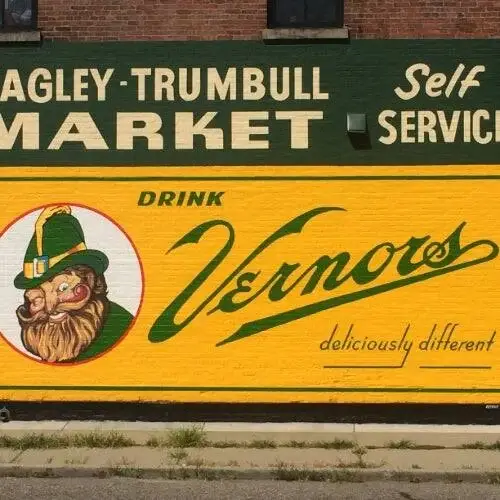 AGLEY-TRUMBULL
MARKET
Self
SERVIC
DRINK
Vernors
deliciously different